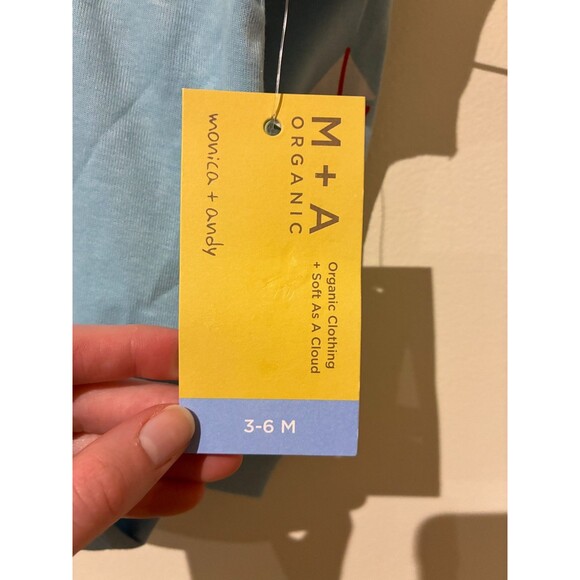 M + A
ORGANIC
Organic Clothing
+ Soft As A Cloud
monica + andy
3-6 M